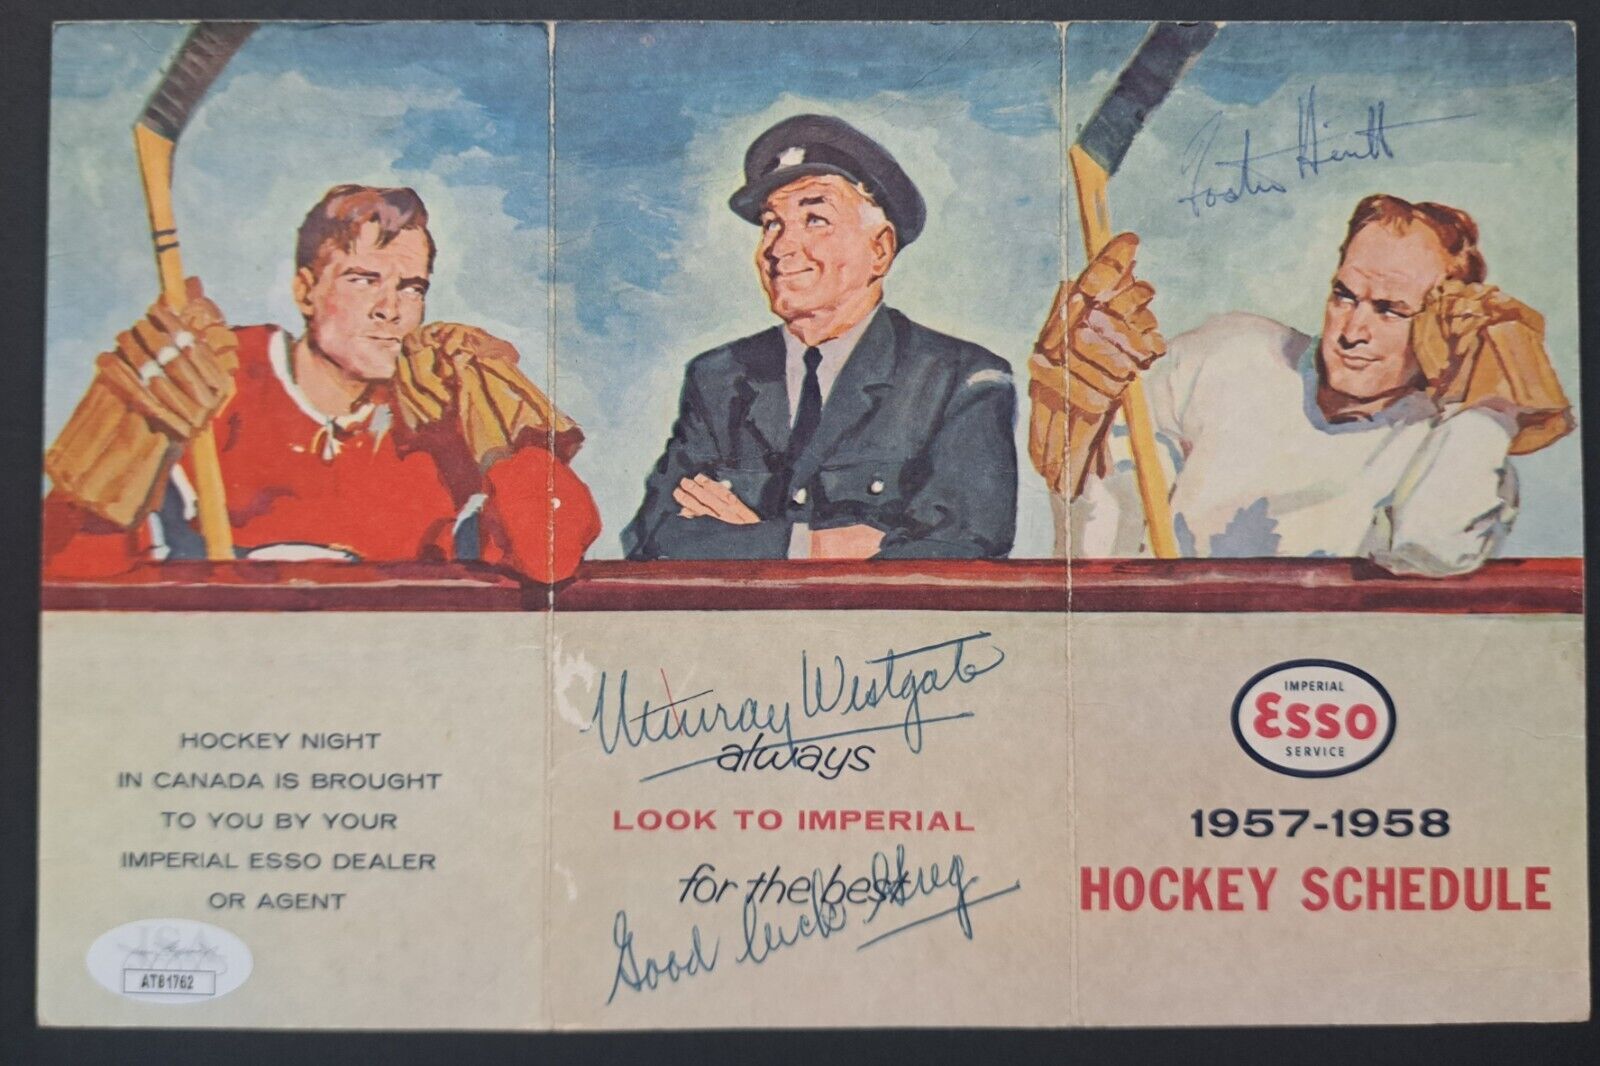 Foster Hewitt
HOCKEY NIGHT
IN CANADA IS BROUGHT
TO YOU BY YOUR
IMPERIAL ESSO DEALER
OR AGENT
JSA
AT81762
Murray Westgate
always
LOOK TO IMPERIAL
for the best
Good luck Greg
IMPERIAL
Esso
SERVICE
1957-1958
HOCKEY SCHEDULE